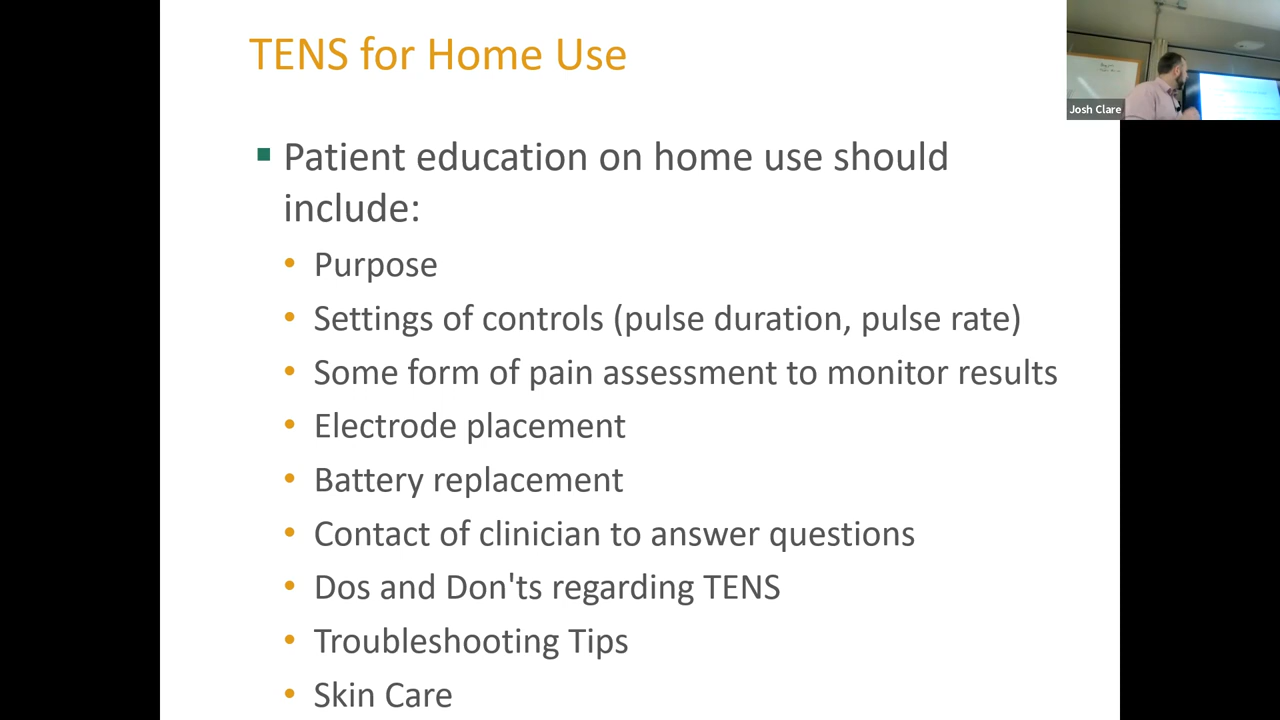 TENS for Home Use
Josh Clare
▪ Patient education on home use should
include:
• Purpose
• Settings of controls (pulse duration, pulse rate)
• Some form of pain assessment to monitor results
• Electrode placement
• Battery replacement
• Contact of clinician to answer questions
• Dos and Don'ts regarding TENS
• Troubleshooting Tips
• Skin Care